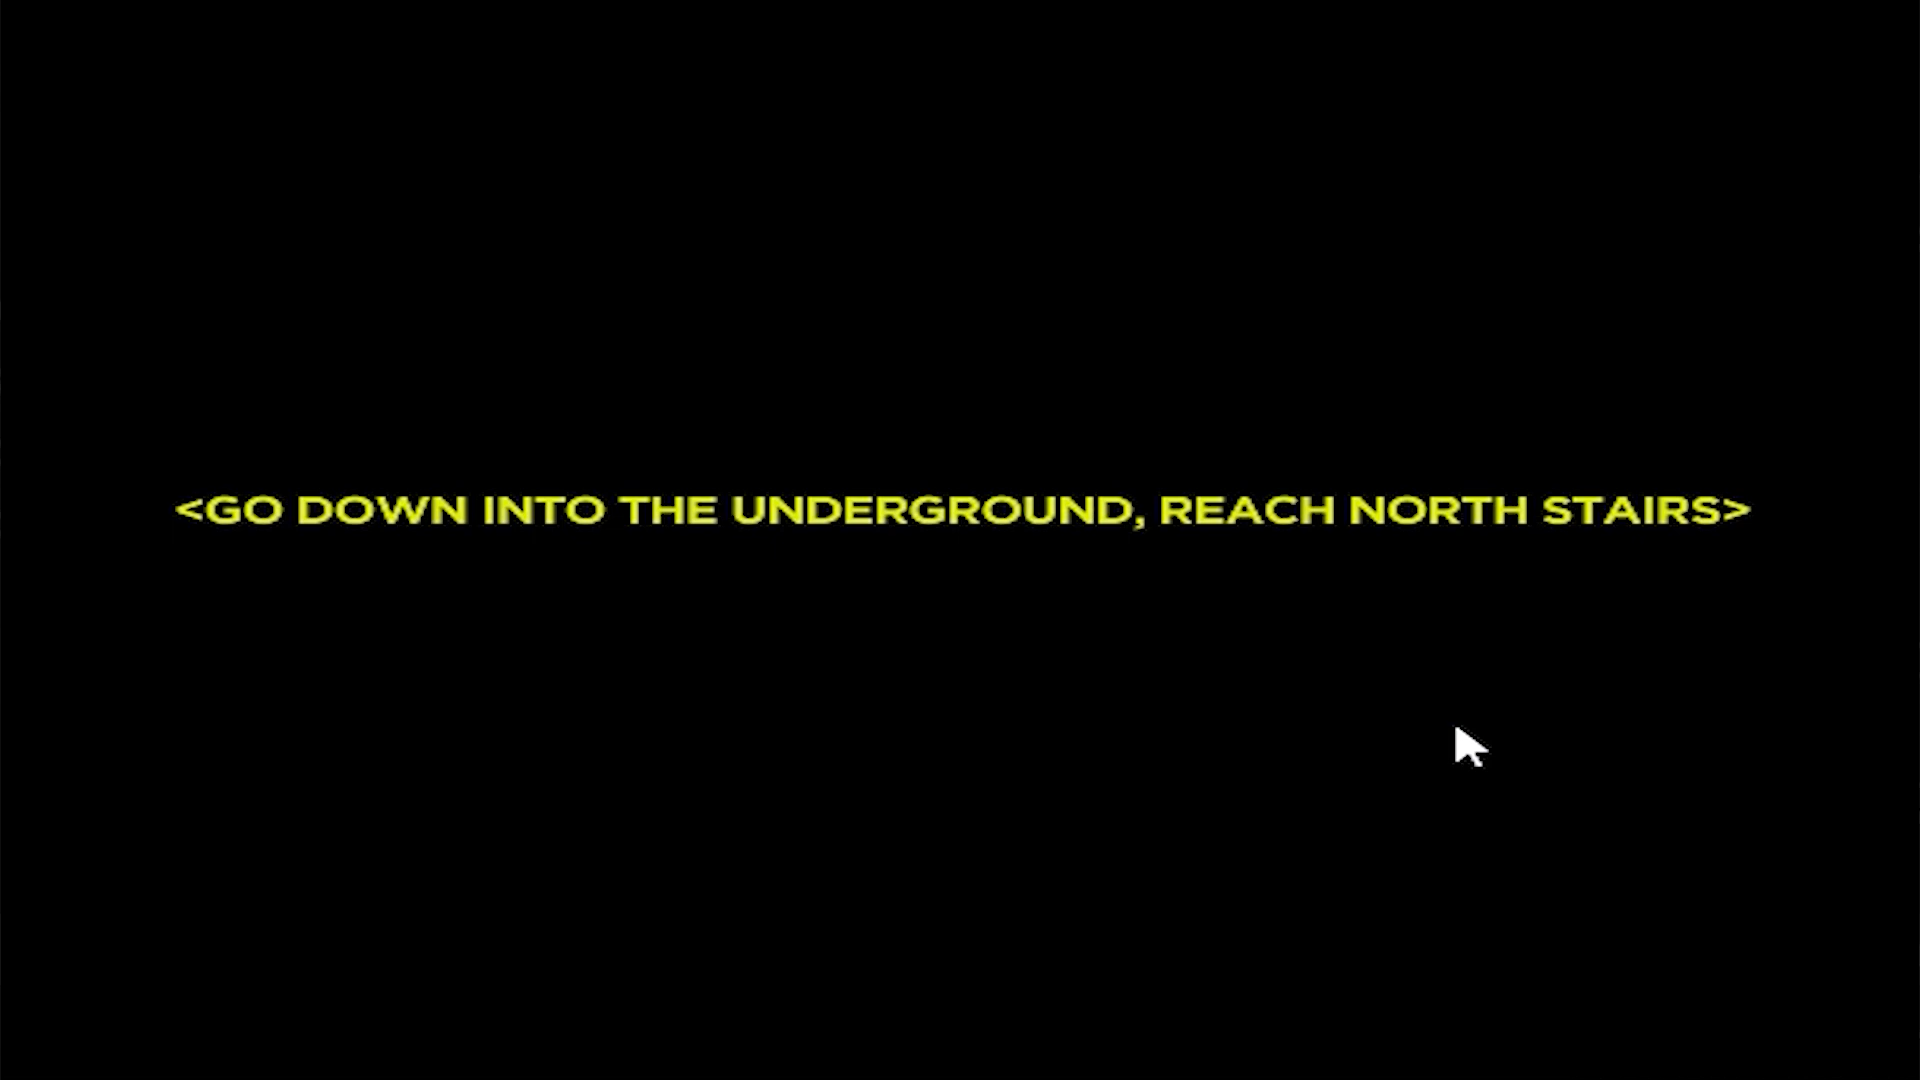 <GO DOWN INTO THE UNDERGROUND, REACH NORTH STAIRS>